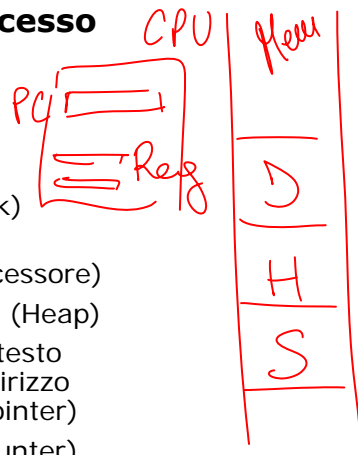 cesso
CPU
Mem
PC
Reg
D
k)
cessore)
H
(Heap)
testo
S
irizzo
ointer)
unter)